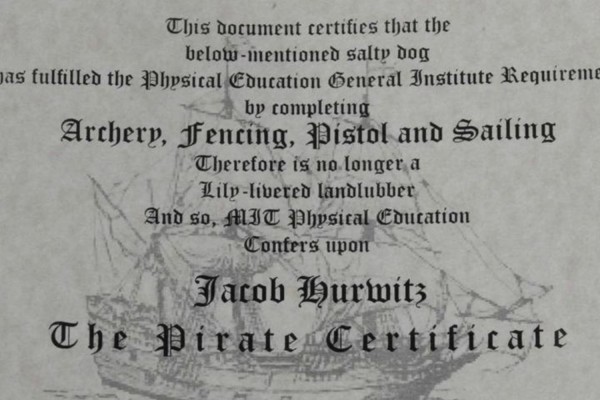 This document certifies that the
below-mentioned salty dog
has fulfilled the Physical Education General Institute Requireme
by completing
Archery, Fencing, Pistol and Sailing
Therefore is no longer a
Lily-livered landlubber
And so, MIT Physical Education
Confers upon
Jacob Hurwitz
The Pirate Certificate